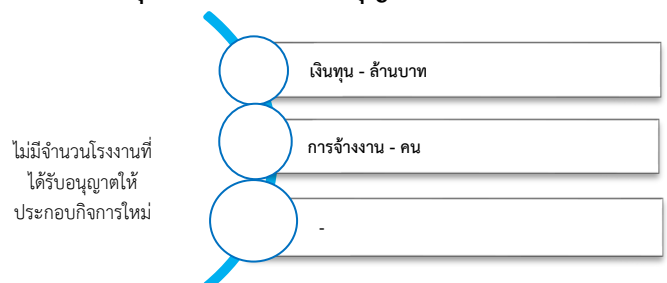 เงินทุน - ล้านบาท
การจ้างงาน - คน
ไม่มีจำนวนโรงงานที่
ได้รับอนุญาตให้
ประกอบกิจการใหม่
-